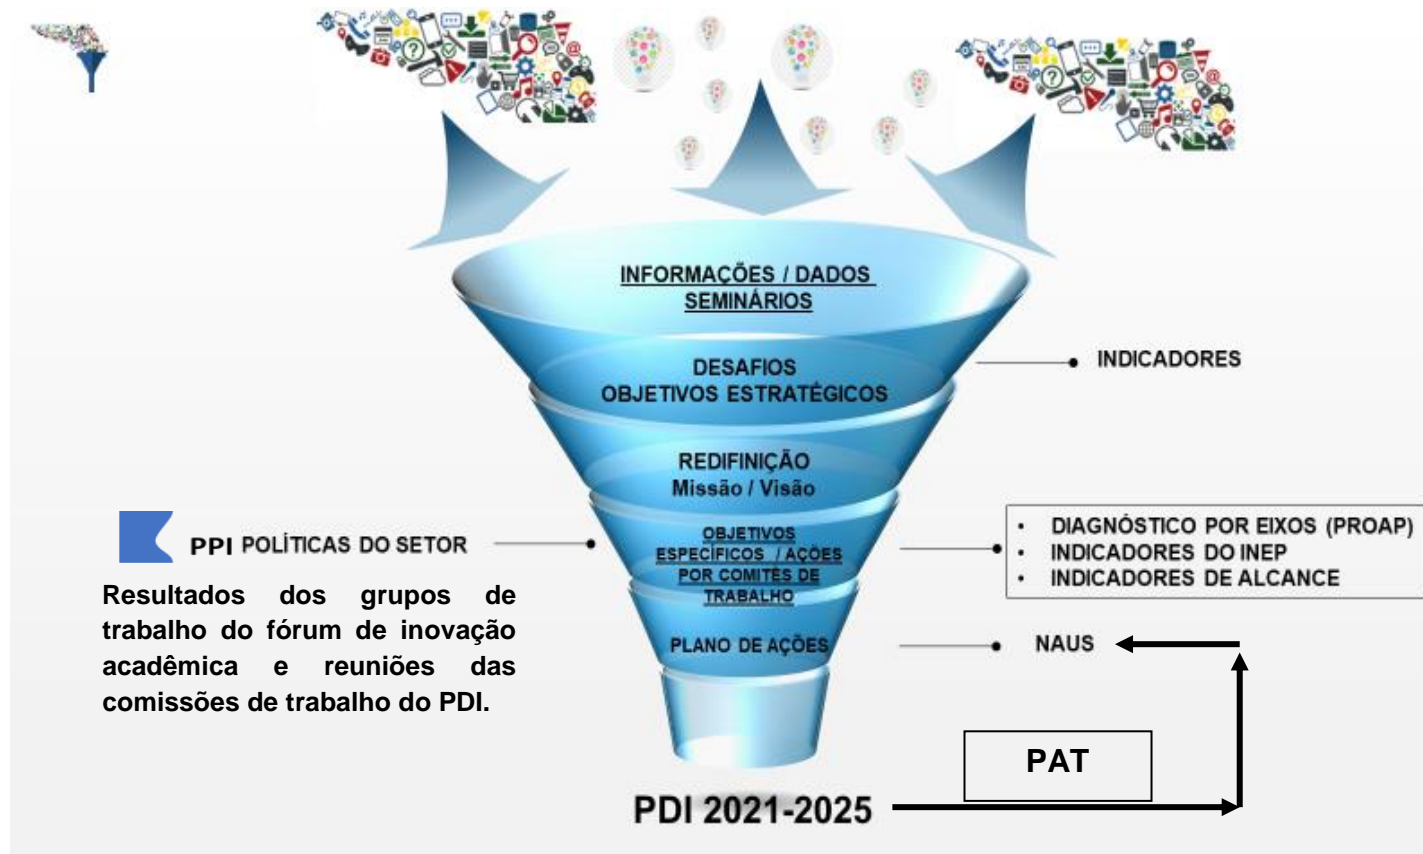 INFORMAÇÕES / DADOS
SEMINÁRIOS
DESAFIOS
OBJETIVOS ESTRATÉGICOS
INDICADORES
REDIFINIÇÃO
Missão / Visão
PPI POLÍTICAS DO SETOR
Resultados dos grupos de
trabalho do fórum de inovação
acadêmica e reuniões das
comissões de trabalho do PDI.
OBJETIVOS
ESPECÍFICOS / AÇÕES
POR COMITÊS DE
TRABALHO
• DIAGNÓSTICO POR EIXOS (PROAP)
• INDICADORES DO INEP
• INDICADORES DE ALCANCE
PLANO DE AÇÕES
NAUS
PAT
PDI 2021-2025